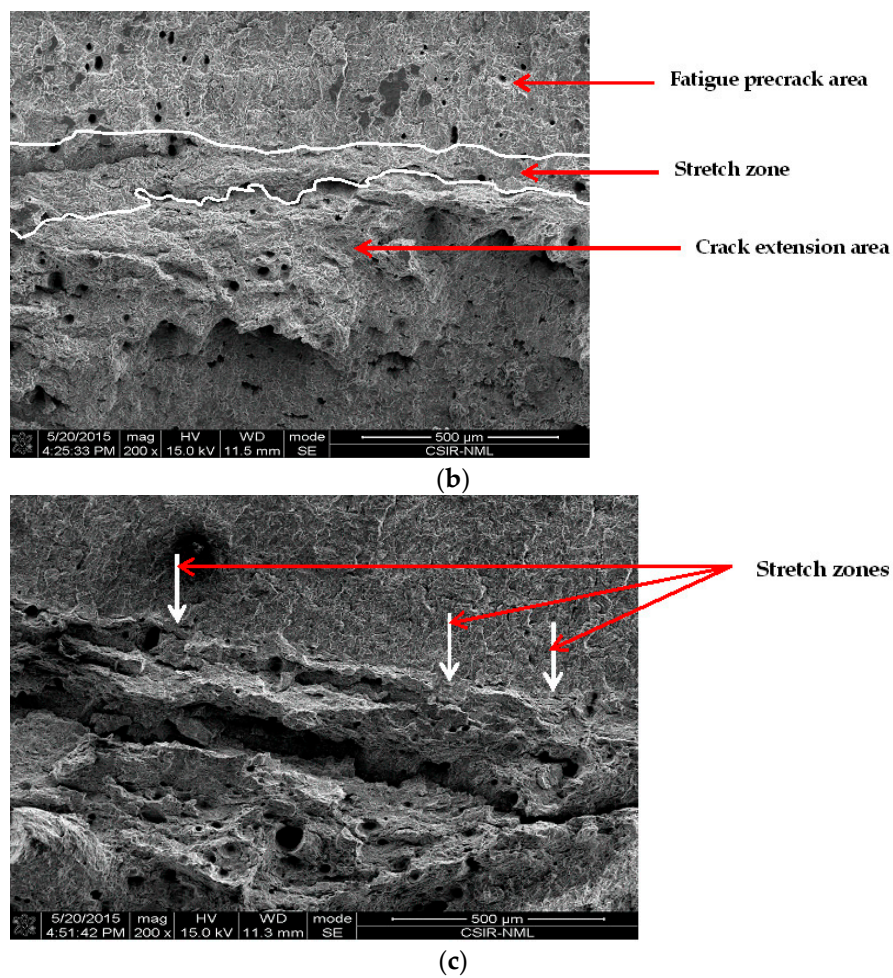 Fatigue precrack area
Stretch zone
Crack extension area
5/20/2015 mag HV WD mode 500 µm
4:25:33 PM 200 x 15.0 kV 11.5 mm SE CSIR-NML
(b)
Stretch zones
5/20/2015 mag HV WD mode 500 µm
4:51:42 PM 200 x 15.0 kV 11.3 mm SE CSIR-NML
(c)